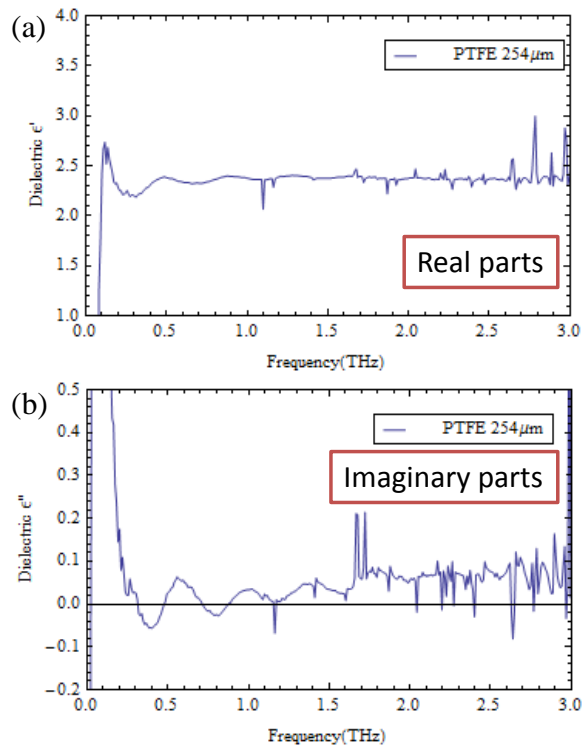 (a)
4.0
3.5
3.0
2.5
2.0
1.5
1.0
Dielectric ϵ'
PTFE 254μm
Real parts
0.0 0.5 1.0 1.5 2.0 2.5 3.0
Frequency(THz)
(b)
0.5
0.4
0.3
0.2
0.1
0.0
-0.1
-0.2
Dielectric ϵ"
PTFE 254μm
Imaginary parts
0.0 0.5 1.0 1.5 2.0 2.5 3.0
Frequency(THz)